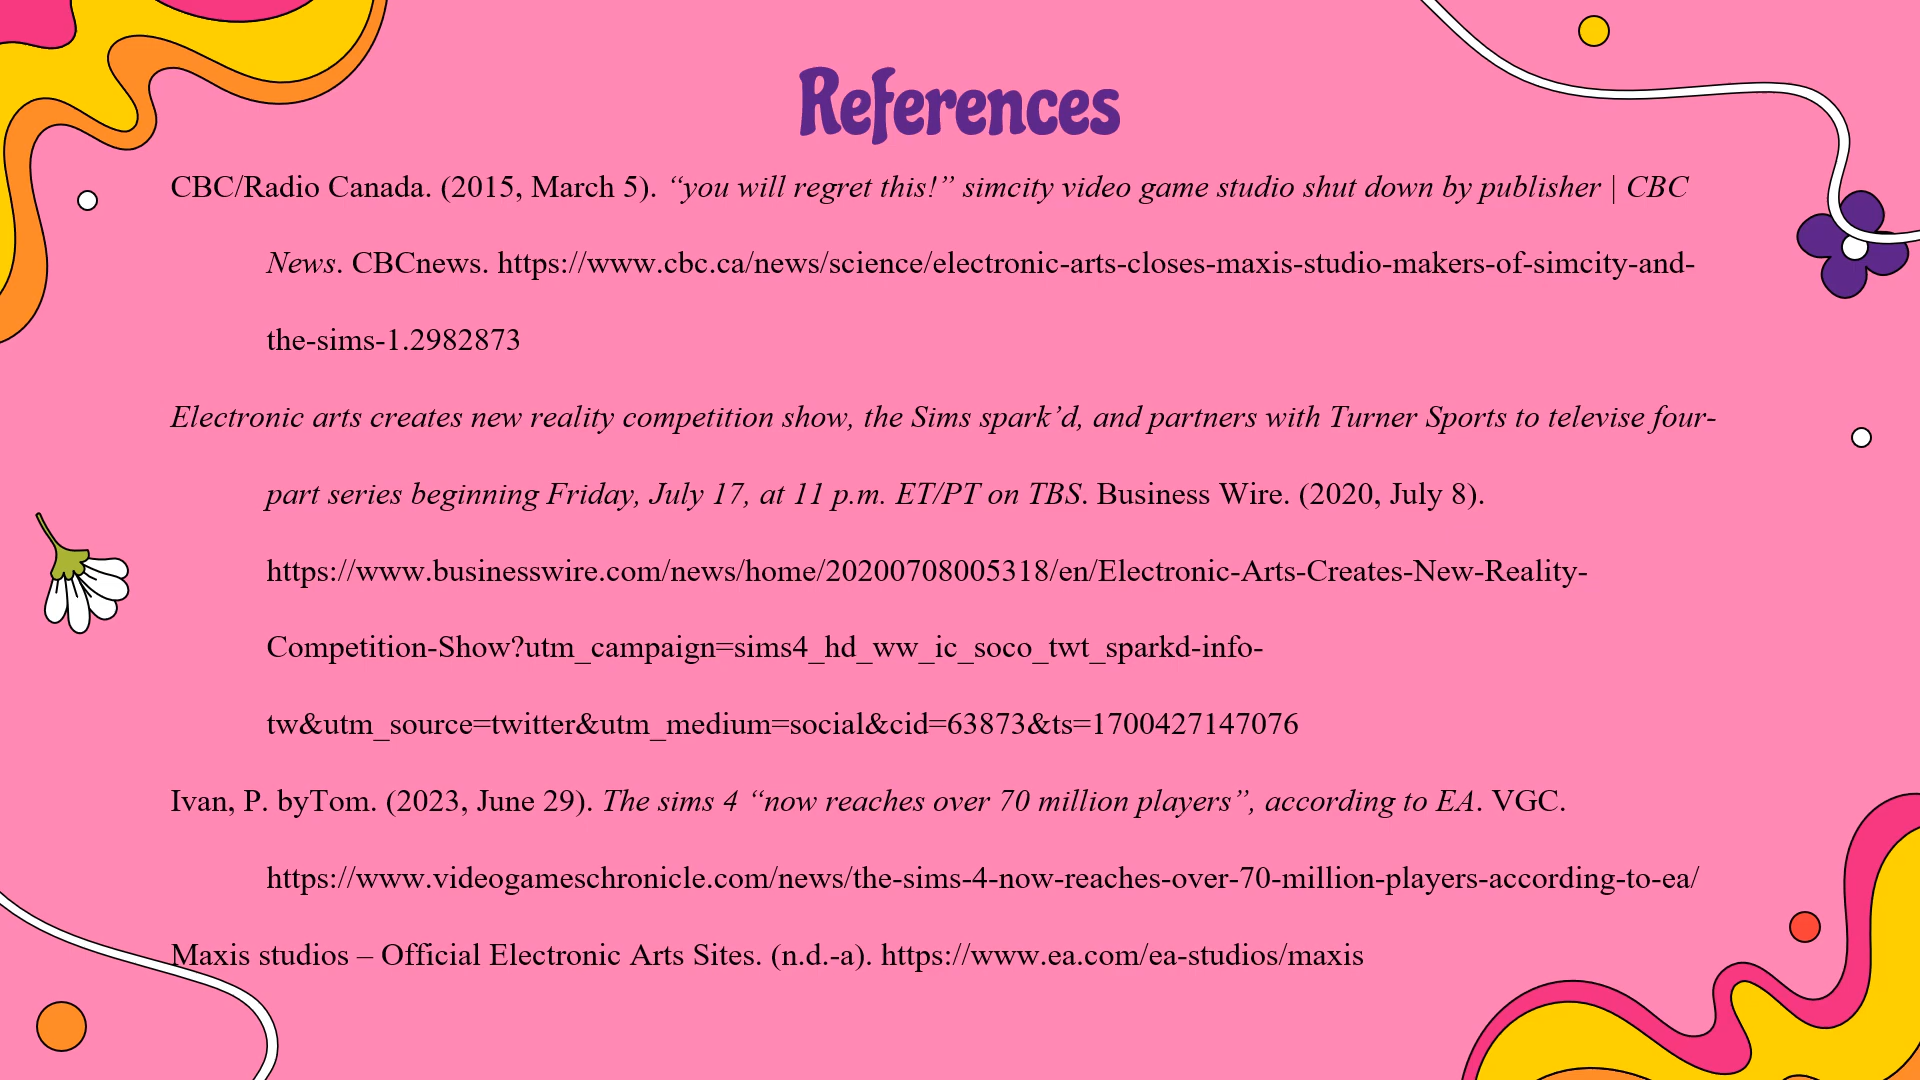 References
CBC/Radio Canada. (2015, March 5). “you will regret this!” simcity video game studio shut down by publisher | CBC
News. CBCnews. https://www.cbc.ca/news/science/electronic-arts-closes-maxis-studio-makers-of-simcity-and-
the-sims-1.2982873
Electronic arts creates new reality competition show, the Sims spark’d, and partners with Turner Sports to televise four-
part series beginning Friday, July 17, at 11 p.m. ET/PT on TBS. Business Wire. (2020, July 8).
https://www.businesswire.com/news/home/20200708005318/en/Electronic-Arts-Creates-New-Reality-
Competition-Show?utm_campaign=sims4_hd_ww_ic_soco_twt_sparkd-info-
tw&utm_source=twitter&utm_medium=social&cid=63873&ts=1700427147076
Ivan, P. byTom. (2023, June 29). The sims 4 “now reaches over 70 million players”, according to EA. VGC.
https://www.videogameschronicle.com/news/the-sims-4-now-reaches-over-70-million-players-according-to-ea/
Maxis studios – Official Electronic Arts Sites. (n.d.-a). https://www.ea.com/ea-studios/maxis